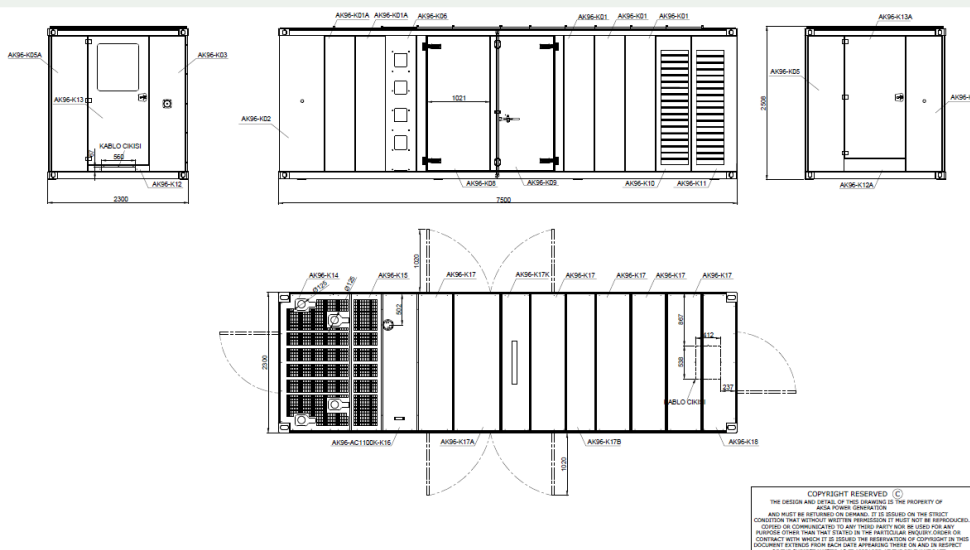 AK96-K01A
AK96-K01A
AK96-K06
AK96-K01
AK96-K01
AK96-K01
AK96-K13A
AK96-K05A
AK96-K03
AK96-K13
KABLO CIKISI
560
AK96-K12
2300
AK96-K02
1021
AK96-K08
AK96-K09
AK96-K10
AK96-K11
7500
2508
AK96-K05
AK96-K12A
1020
AK96-K14
Ø125
Ø125
AK96-K15
AK96-K17
AK96-K17K
AK96-K17
AK96-K17
AK96-K17
AK96-K17
502
867
412
538
237
KABLO CIKISI
2300
AK96-AC1100K-K16
AK96-K17A
AK96-K17B
AK96-K18
1020
COPYRIGHT RESERVED ©
THE DESIGN AND DETAIL OF THIS DRAWING IS THE PROPERTY OF
AKSA POWER GENERATION
AND MUST BE RETURNED ON DEMAND. IT IS ISSUED ON THE STRICT
CONDITION THAT WITHOUT WRITTEN PERMISSION IT MUST NOT BE REPRODUCED,
COPIED OR COMMUNICATED TO ANY THIRD PARTY NOR BE USED FOR ANY
PURPOSE OTHER THAN THAT STATED IN THE PARTICULAR ENQUIRY,ORDER OR
CONTRACT WITH WHICH IT IS ISSUED THE RESERVATION OF COPYRIGHT IN THIS
DOCUMENT EXTENDS FROM EACH DATE APPEARING THERE ON AND IN RESPECT